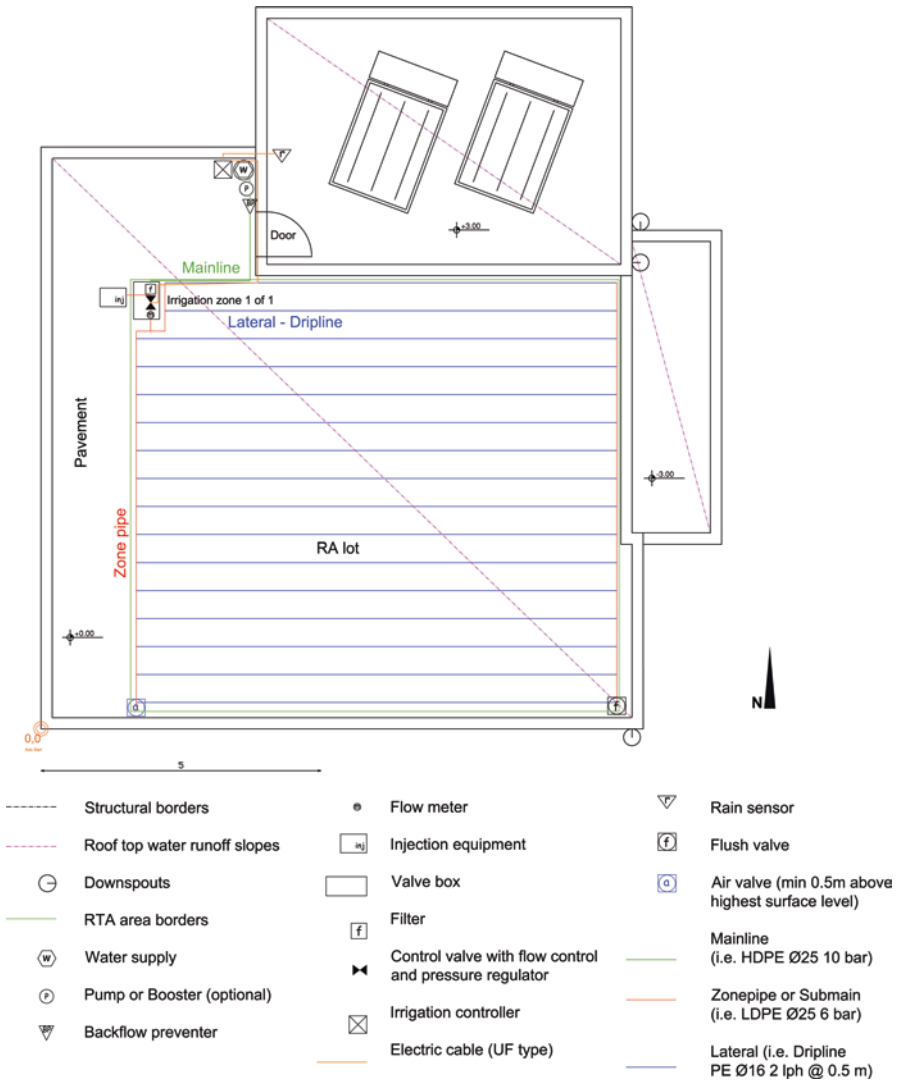 W
P
BP
Door
+3.00
Mainline
f
inj
m
Irrigation zone 1 of 1
Lateral - Dripline
Pavement
-3.00
Zone pipe
RA lot
+0.00
a
f
N
0,0
5
Structural borders
Roof top water runoff slopes
Downspouts
RTA area borders
W
Water supply
P
Pump or Booster (optional)
Backflow preventer
m
Flow meter
inj
Injection equipment
Valve box
f
Filter
Control valve with flow control
and pressure regulator
Irrigation controller
Electric cable (UF type)
r
Rain sensor
f
Flush valve
a
Air valve (min 0.5m above
highest surface level)
Mainline
(i.e. HDPE Ø25 10 bar)
Zonepipe or Submain
(i.e. LDPE Ø25 6 bar)
Lateral (i.e. Dripline
PE Ø16 2 lph @ 0.5 m)